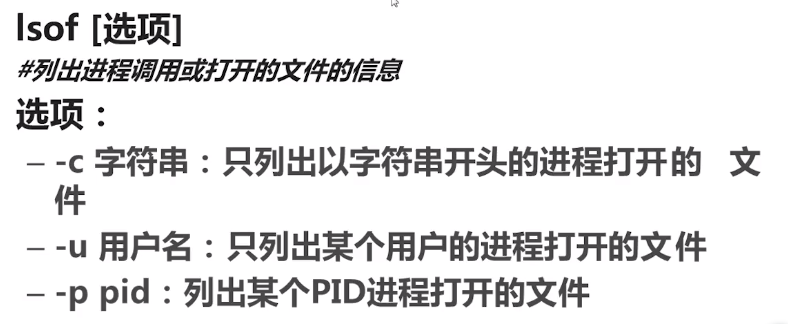 lsof [选项]
#列出进程调用或打开的文件的信息
选项：
– -c 字符串：只列出以字符串开头的进程打开的 文
件
– -u 用户名：只列出某个用户的进程打开的文件
– -p pid：列出某个PID进程打开的文件